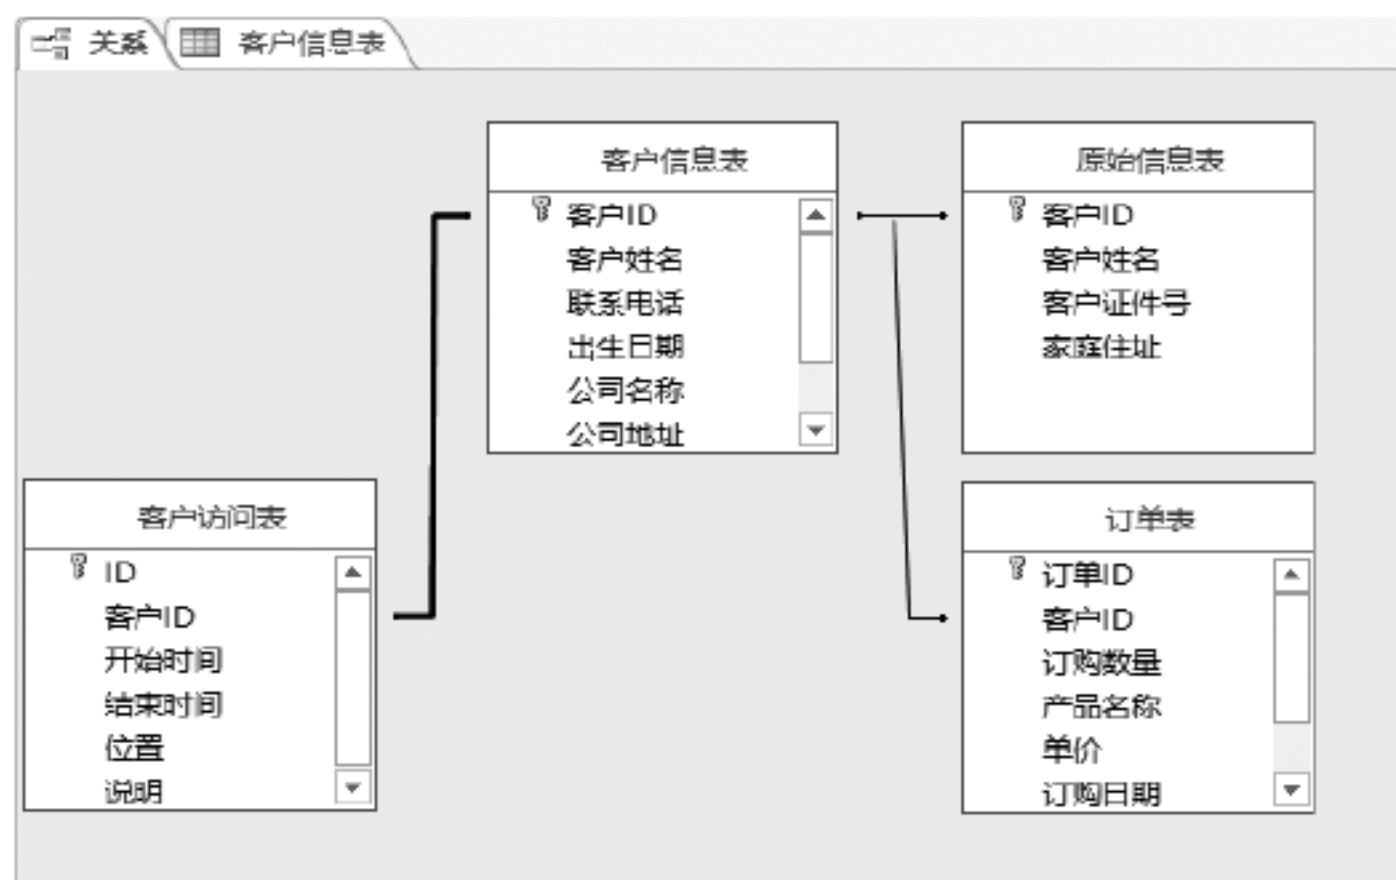 关系 客户信息表
客户信息表
客户ID
客户姓名
联系电话
出生日期
公司名称
公司地址
原始信息表
客户ID
客户姓名
客户证件号
家庭住址
客户访问表
ID
客户ID
开始时间
结束时间
位置
说明
订单表
订单ID
客户ID
订购数量
产品名称
单价
订购日期